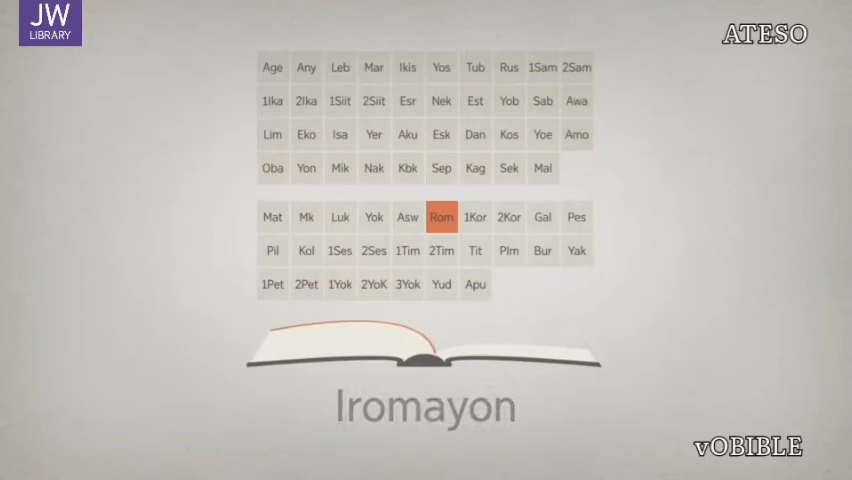 JW
LIBRARY
ATESO
Age Any Leb Mar Ikis Yos Tub Rus 1Sam 2Sam
1Ika 2Ika 1Siit 2Siit Esr Nek Est Yob Sab Awa
Lim Eko Isa Yer Aku Esk Dan Kos Yoe Amo
Oba Yon Mik Nak Kbk Sep Kag Sek Mal
Mat Mk Luk Yok Asw Rom 1Kor 2Kor Gal Pes
Pil Kol 1Ses 2Ses 1Tim 2Tim Tit Plm Bur Yak
1Pet 2Pet 1Yok 2YoK 3Yok Yud Apu
Iromayon
vOBIBLE